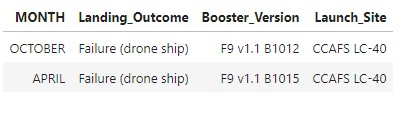 MONTH Landing_Outcome Booster_Version Launch_Site
OCTOBER Failure (drone ship) F9 v1.1 B1012 CCAFS LC-40
APRIL Failure (drone ship) F9 v1.1 B1015 CCAFS LC-40